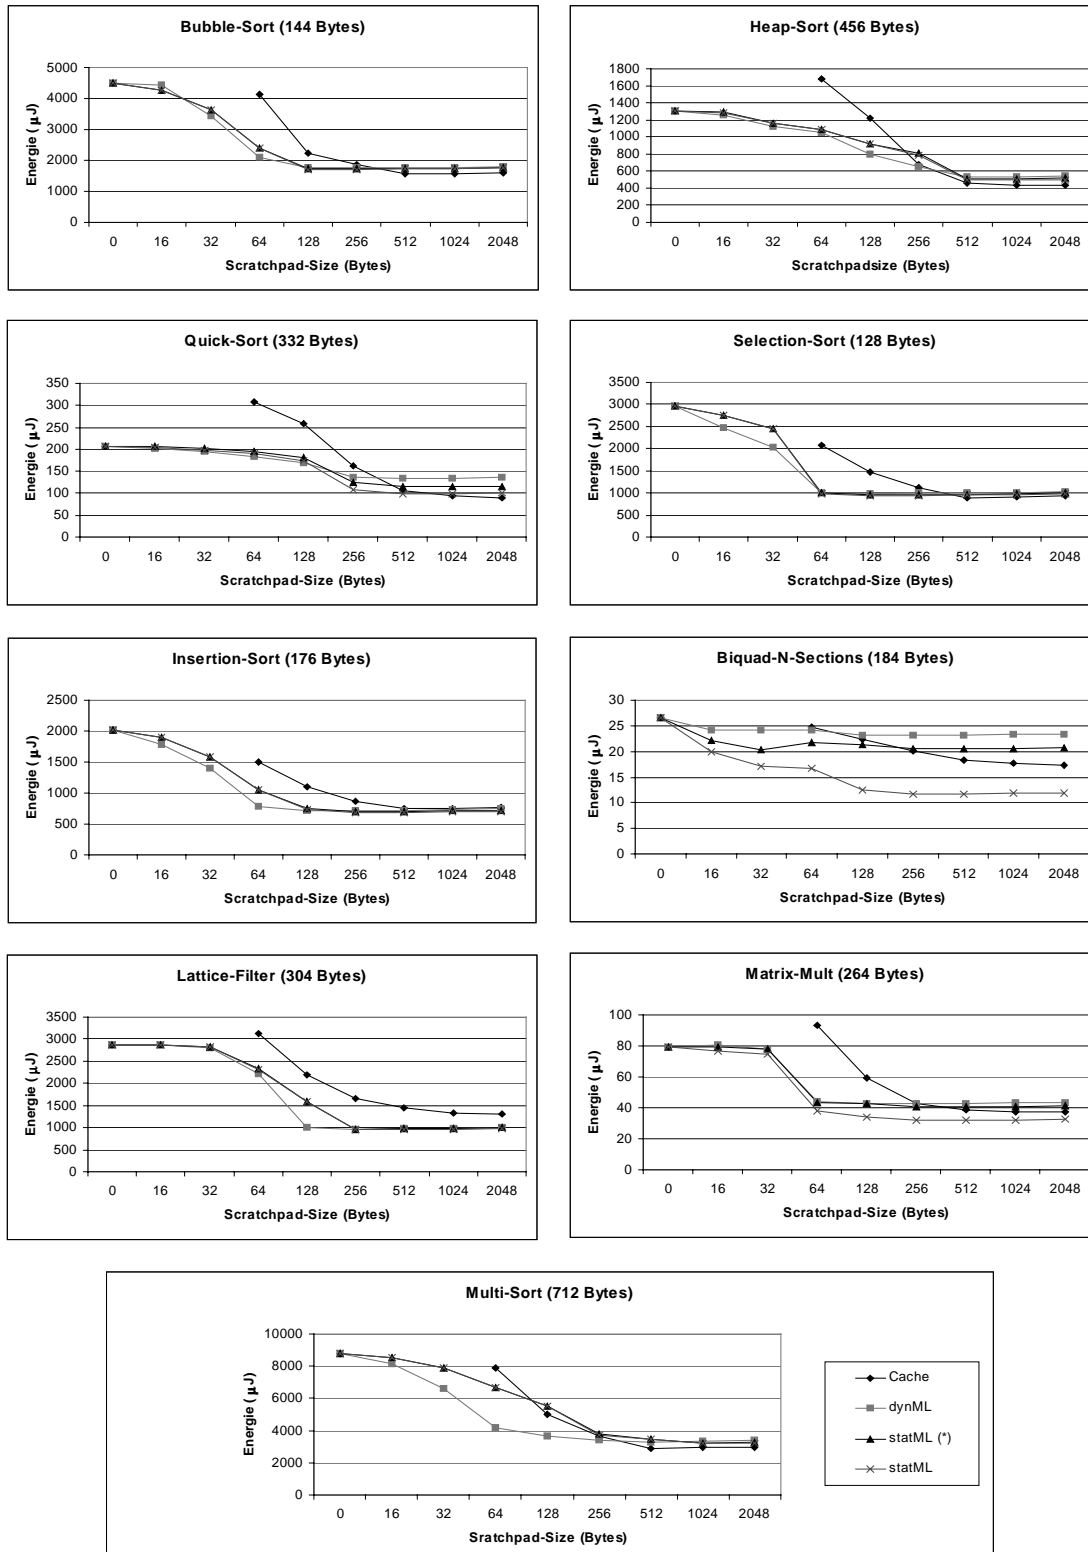 Bubble-Sort (144 Bytes)
Energie (µJ)
5000
4000
3000
2000
1000
0
0 16 32 64 128 256 512 1024 2048
Scratchpad-Size (Bytes)
Heap-Sort (456 Bytes)
Energie (µJ)
1800
1600
1400
1200
1000
800
600
400
200
0
0 16 32 64 128 256 512 1024 2048
Scratchpadsize (Bytes)
Quick-Sort (332 Bytes)
Energie (µJ)
350
300
250
200
150
100
50
0
0 16 32 64 128 256 512 1024 2048
Scratchpad-Size (Bytes)
Selection-Sort (128 Bytes)
Energie (µJ)
3500
3000
2500
2000
1500
1000
500
0
0 16 32 64 128 256 512 1024 2048
Scratchpad-Size (Bytes)
Insertion-Sort (176 Bytes)
Energie (µJ)
2500
2000
1500
1000
500
0
0 16 32 64 128 256 512 1024 2048
Scratchpad-Size (Bytes)
Biquad-N-Sections (184 Bytes)
Energie (µJ)
30
25
20
15
10
5
0
0 16 32 64 128 256 512 1024 2048
Scratchpad-Size (Bytes)
Lattice-Filter (304 Bytes)
Energie (µJ)
3500
3000
2500
2000
1500
1000
500
0
0 16 32 64 128 256 512 1024 2048
Scratchpad-Size (Bytes)
Matrix-Mult (264 Bytes)
Energie (µJ)
100
80
60
40
20
0
0 16 32 64 128 256 512 1024 2048
Scratchpad-Size (Bytes)
Multi-Sort (712 Bytes)
Energie (µJ)
10000
8000
6000
4000
2000
0
0 16 32 64 128 256 512 1024 2048
Sratchpad-Size (Bytes)
Cache
dynML
statML (*)
statML